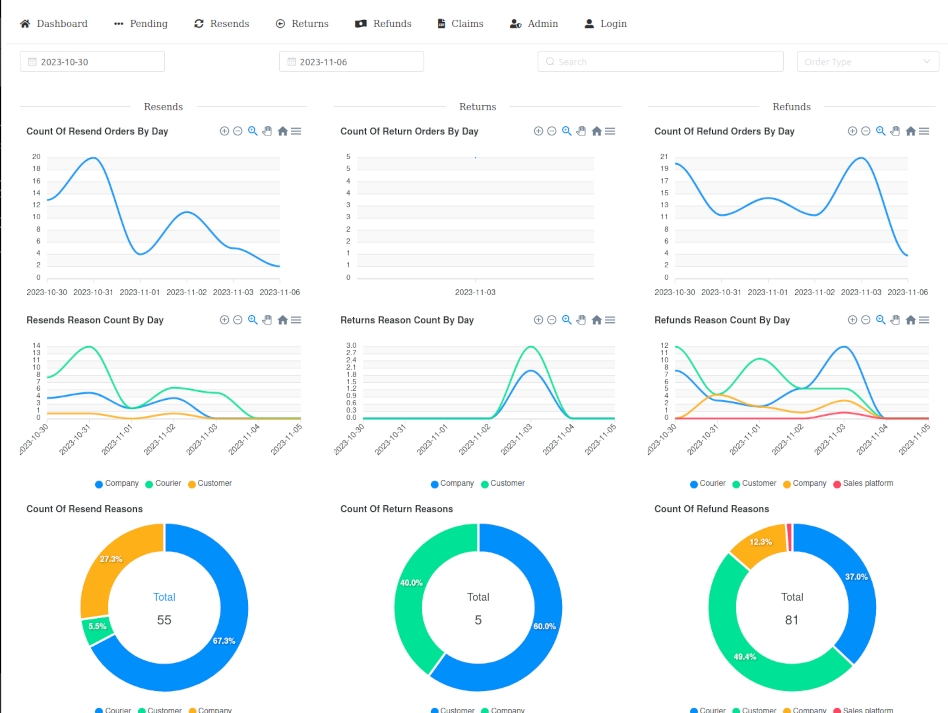 Dashboard Pending Resends Returns Refunds Claims Admin Login
2023-10-30 2023-11-06 Search Order Type
Resends
Count Of Resend Orders By Day
20
18
16
14
12
10
8
6
4
2
0
2023-10-30 2023-10-31 2023-11-01 2023-11-02 2023-11-03 2023-11-06
Returns
Count Of Return Orders By Day
5
5
4
4
3
3
2
2
1
1
0
2023-11-03
Refunds
Count Of Refund Orders By Day
21
19
17
15
13
11
8
6
4
2
0
2023-10-30 2023-10-31 2023-11-01 2023-11-02 2023-11-03 2023-11-06
Resends Reason Count By Day
14
13
11
10
8
7
6
4
3
1
0
2023-10-30 2023-10-31 2023-11-01 2023-11-02 2023-11-03 2023-11-04 2023-11-05
Company Courier Customer
Returns Reason Count By Day
3.0
2.7
2.4
2.1
1.8
1.5
1.2
0.9
0.6
0.3
0.0
2023-10-30 2023-10-31 2023-11-01 2023-11-02 2023-11-03 2023-11-04 2023-11-05
Company Customer
Refunds Reason Count By Day
12
11
10
8
7
6
5
4
2
1
0
2023-10-30 2023-10-31 2023-11-01 2023-11-02 2023-11-03 2023-11-04 2023-11-05
Courier Customer Company Sales platform
Count Of Resend Reasons
27.3%
5.5%
67.3%
Total
55
Courier Customer Company
Count Of Return Reasons
40.0%
60.0%
Total
5
Customer Company
Count Of Refund Reasons
12.3%
37.0%
49.4%
Total
81
Courier Customer Company Sales platform